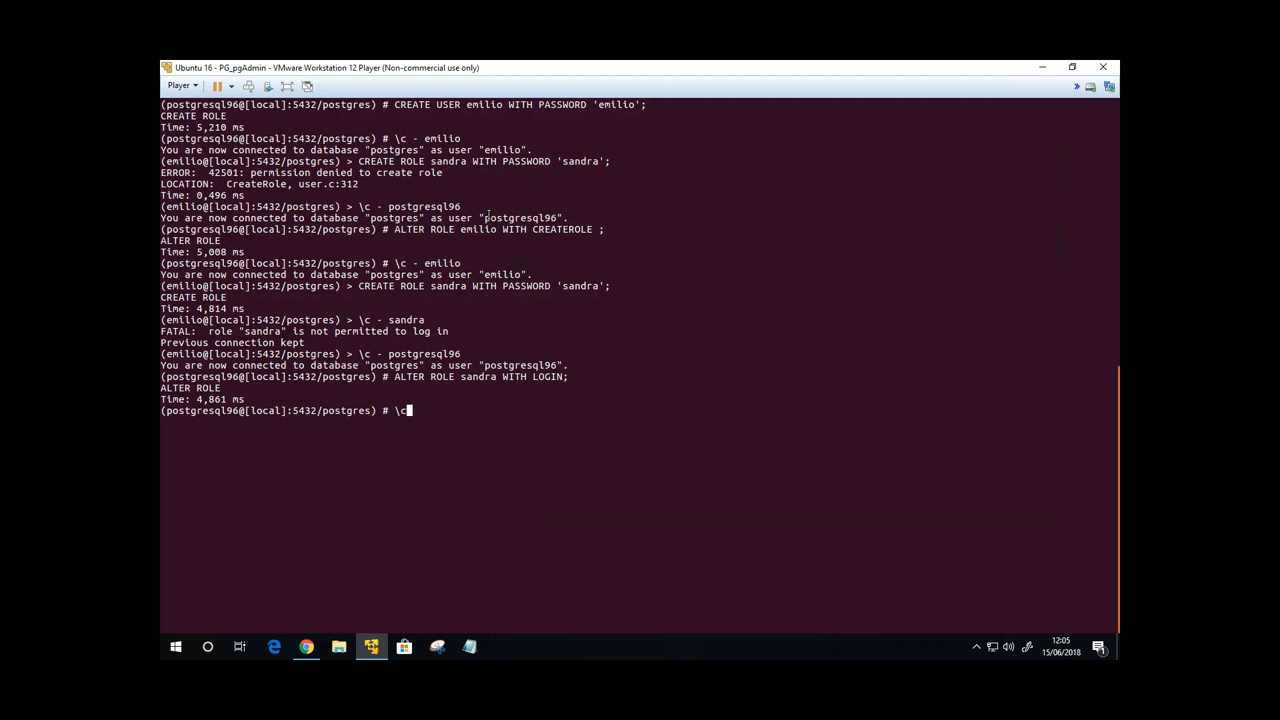 Ubuntu 16 - PG_pgAdmin - VMware Workstation 12 Player (Non-commercial use only)
Player
(postgresql96@[local]:5432/postgres) # CREATE USER emilio WITH PASSWORD 'emilio';
CREATE ROLE
Time: 5,210 ms
(postgresql96@[local]:5432/postgres) # \c - emilio
You are now connected to database "postgres" as user "emilio".
(emilio@[local]:5432/postgres) > CREATE ROLE sandra WITH PASSWORD 'sandra';
ERROR:  42501: permission denied to create role
LOCATION:  CreateRole, user.c:312
Time: 0,496 ms
(emilio@[local]:5432/postgres) > \c - postgresql96
You are now connected to database "postgres" as user "postgresql96".
(postgresql96@[local]:5432/postgres) # ALTER ROLE emilio WITH CREATEROLE ;
ALTER ROLE
Time: 5,008 ms
(postgresql96@[local]:5432/postgres) # \c - emilio
You are now connected to database "postgres" as user "emilio".
(emilio@[local]:5432/postgres) > CREATE ROLE sandra WITH PASSWORD 'sandra';
CREATE ROLE
Time: 4,814 ms
(emilio@[local]:5432/postgres) > \c - sandra
FATAL:  role "sandra" is not permitted to log in
Previous connection kept
(emilio@[local]:5432/postgres) > \c - postgresql96
You are now connected to database "postgres" as user "postgresql96".
(postgresql96@[local]:5432/postgres) # ALTER ROLE sandra WITH LOGIN;
ALTER ROLE
Time: 4,861 ms
(postgresql96@[local]:5432/postgres) # \c
12:05
15/06/2018
1